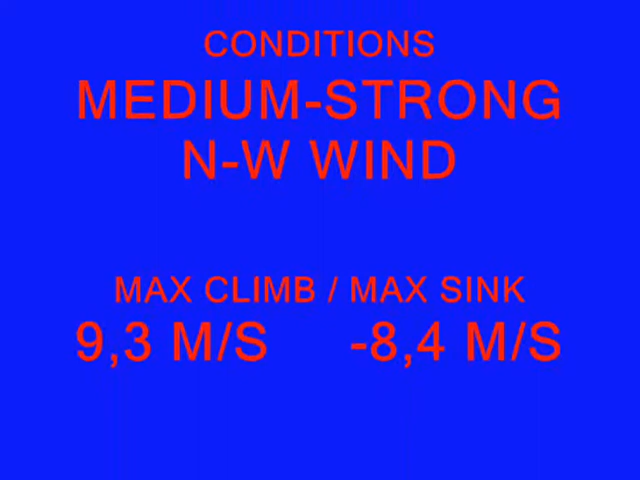 CONDITIONS
MEDIUM-STRONG
N-W WIND
MAX CLIMB / MAX SINK
9,3 M/S -8,4 M/S